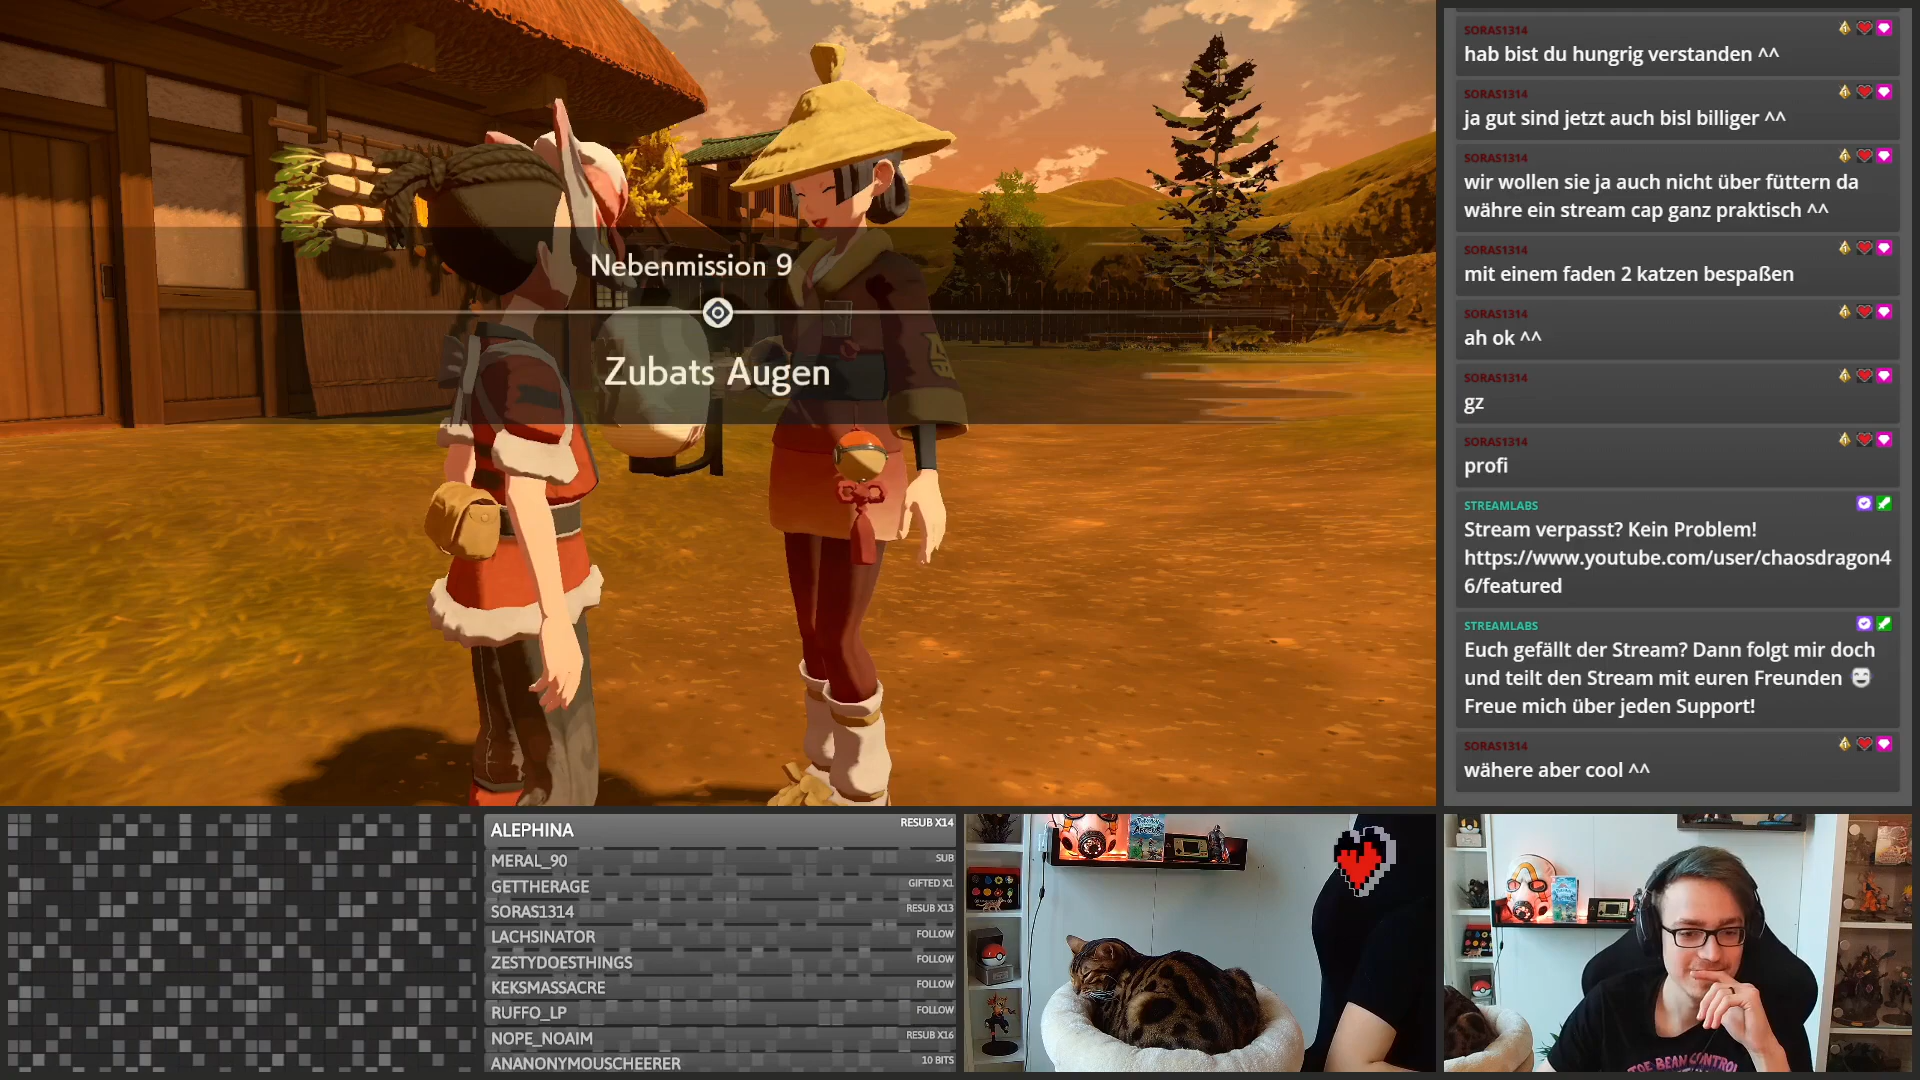 Nebenmission 9
Zubats Augen
SORAS1314
hab bist du hungrig verstanden ^^
SORAS1314
ja gut sind jetzt auch bisl billiger ^^
SORAS1314
wir wollen sie ja auch nicht über füttern da
währe ein stream cap ganz praktisch ^^
SORAS1314
mit einem faden 2 katzen bespaßen
SORAS1314
ah ok ^^
SORAS1314
gz
SORAS1314
profi
STREAMLABS
Stream verpasst? Kein Problem!
https://www.youtube.com/user/chaosdragon4
6/featured
STREAMLABS
Euch gefällt der Stream? Dann folgt mir doch
und teilt den Stream mit euren Freunden
Freue mich über jeden Support!
SORAS1314
wähere aber cool ^^
ALEPHINA RESUB X14
MERAL_90 SUB
GETTHERAGE GIFTED X1
SORAS1314 RESUB X13
LACHSINATOR FOLLOW
ZESTYDOESTHINGS FOLLOW
KEKSMASSACRE FOLLOW
RUFFO_LP FOLLOW
NOPE_NOAIM RESUB X16
ANANONYMOUSCHEERER 10 BITS
TOE BEAN CONTROL